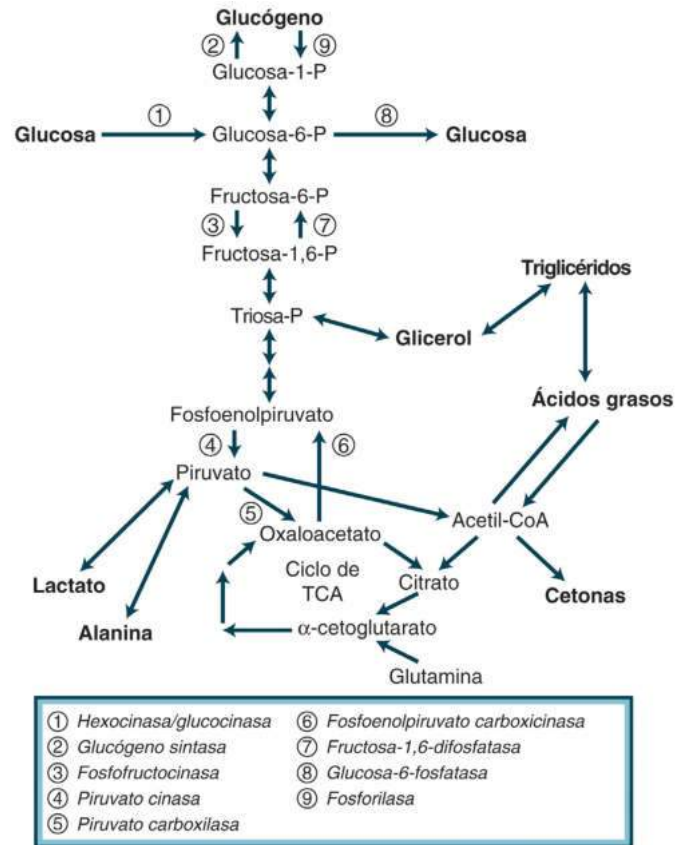 Glucógeno
② ⑨
Glucosa-1-P
① ⑧
Glucosa Glucosa-6-P Glucosa
Fructosa-6-P
③ ⑦
Fructosa-1,6-P
Triglicéridos
Triosa-P
Glicerol
Ácidos grasos
Fosfoenolpiruvato
④ ⑥
Piruvato
⑤
Acetil-CoA
Oxaloacetato
Ciclo de
TCA
Citrato
Lactato
Cetonas
Alanina
α-cetoglutarato
Glutamina
① Hexocinasa/glucocinasa
② Glucógeno sintasa
③ Fosfofructocinasa
④ Piruvato cinasa
⑤ Piruvato carboxilasa
⑥ Fosfoenolpiruvato carboxicinasa
⑦ Fructosa-1,6-difosfatasa
⑧ Glucosa-6-fosfatasa
⑨ Fosforilasa